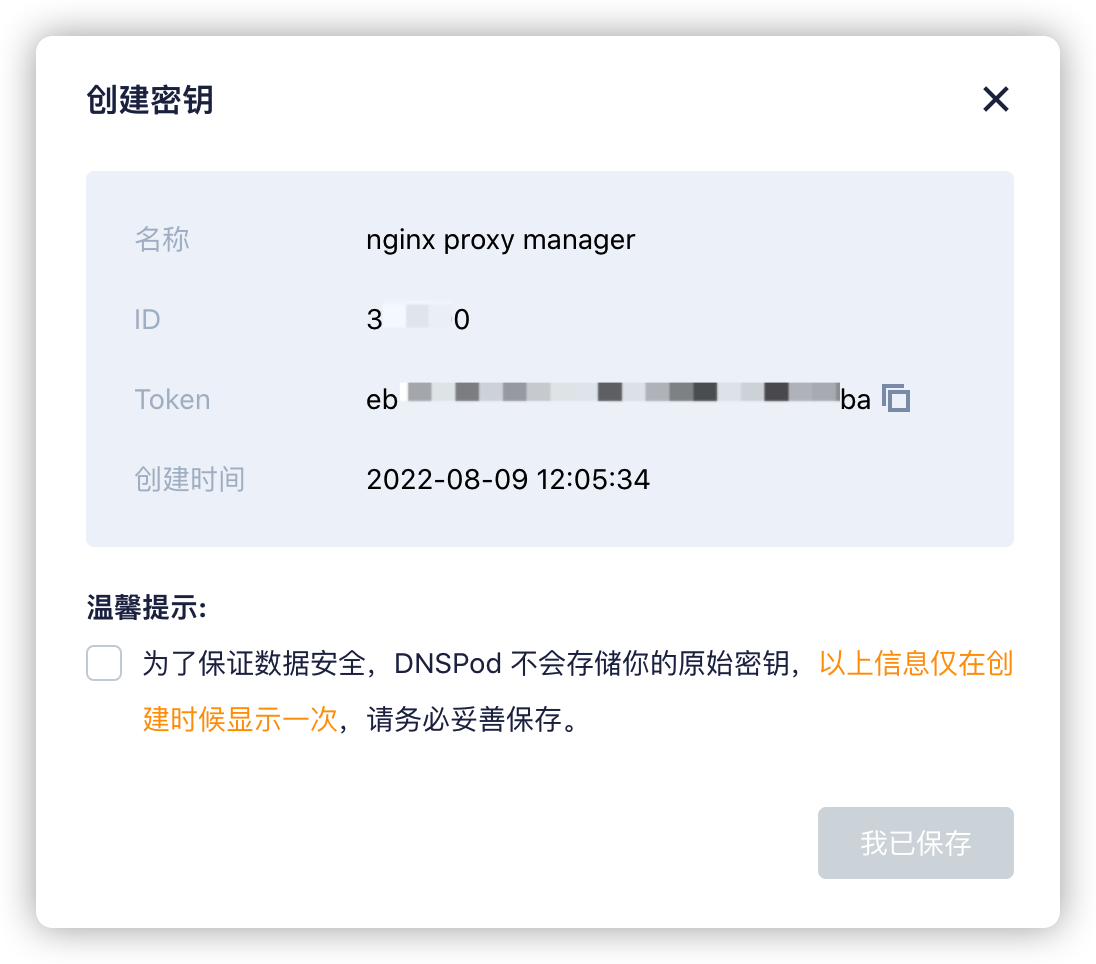 创建密钥
名称 nginx proxy manager
ID 3 0
Token eb ba
创建时间 2022-08-09 12:05:34
温馨提示:
为了保证数据安全，DNSPod 不会存储你的原始密钥，以上信息仅在创
建时候显示一次，请务必妥善保存。
我已保存